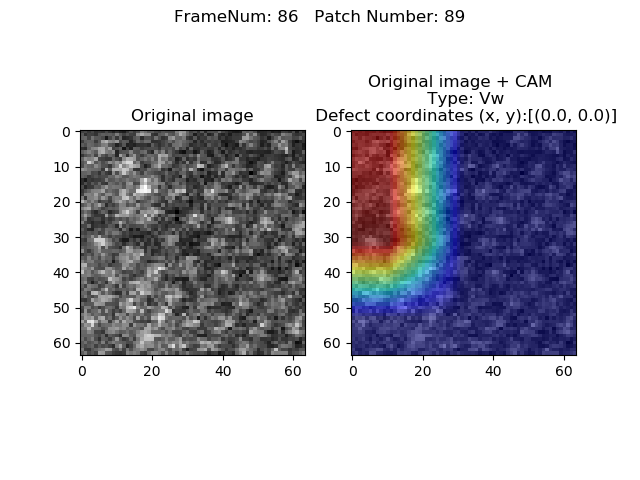 FrameNum: 86   Patch Number: 89
Original image
0
10
20
30
40
50
60
0 20 40 60
Original image + CAM
Type: Vw
Defect coordinates (x, y):[(0.0, 0.0)]
0
10
20
30
40
50
60
0 20 40 60